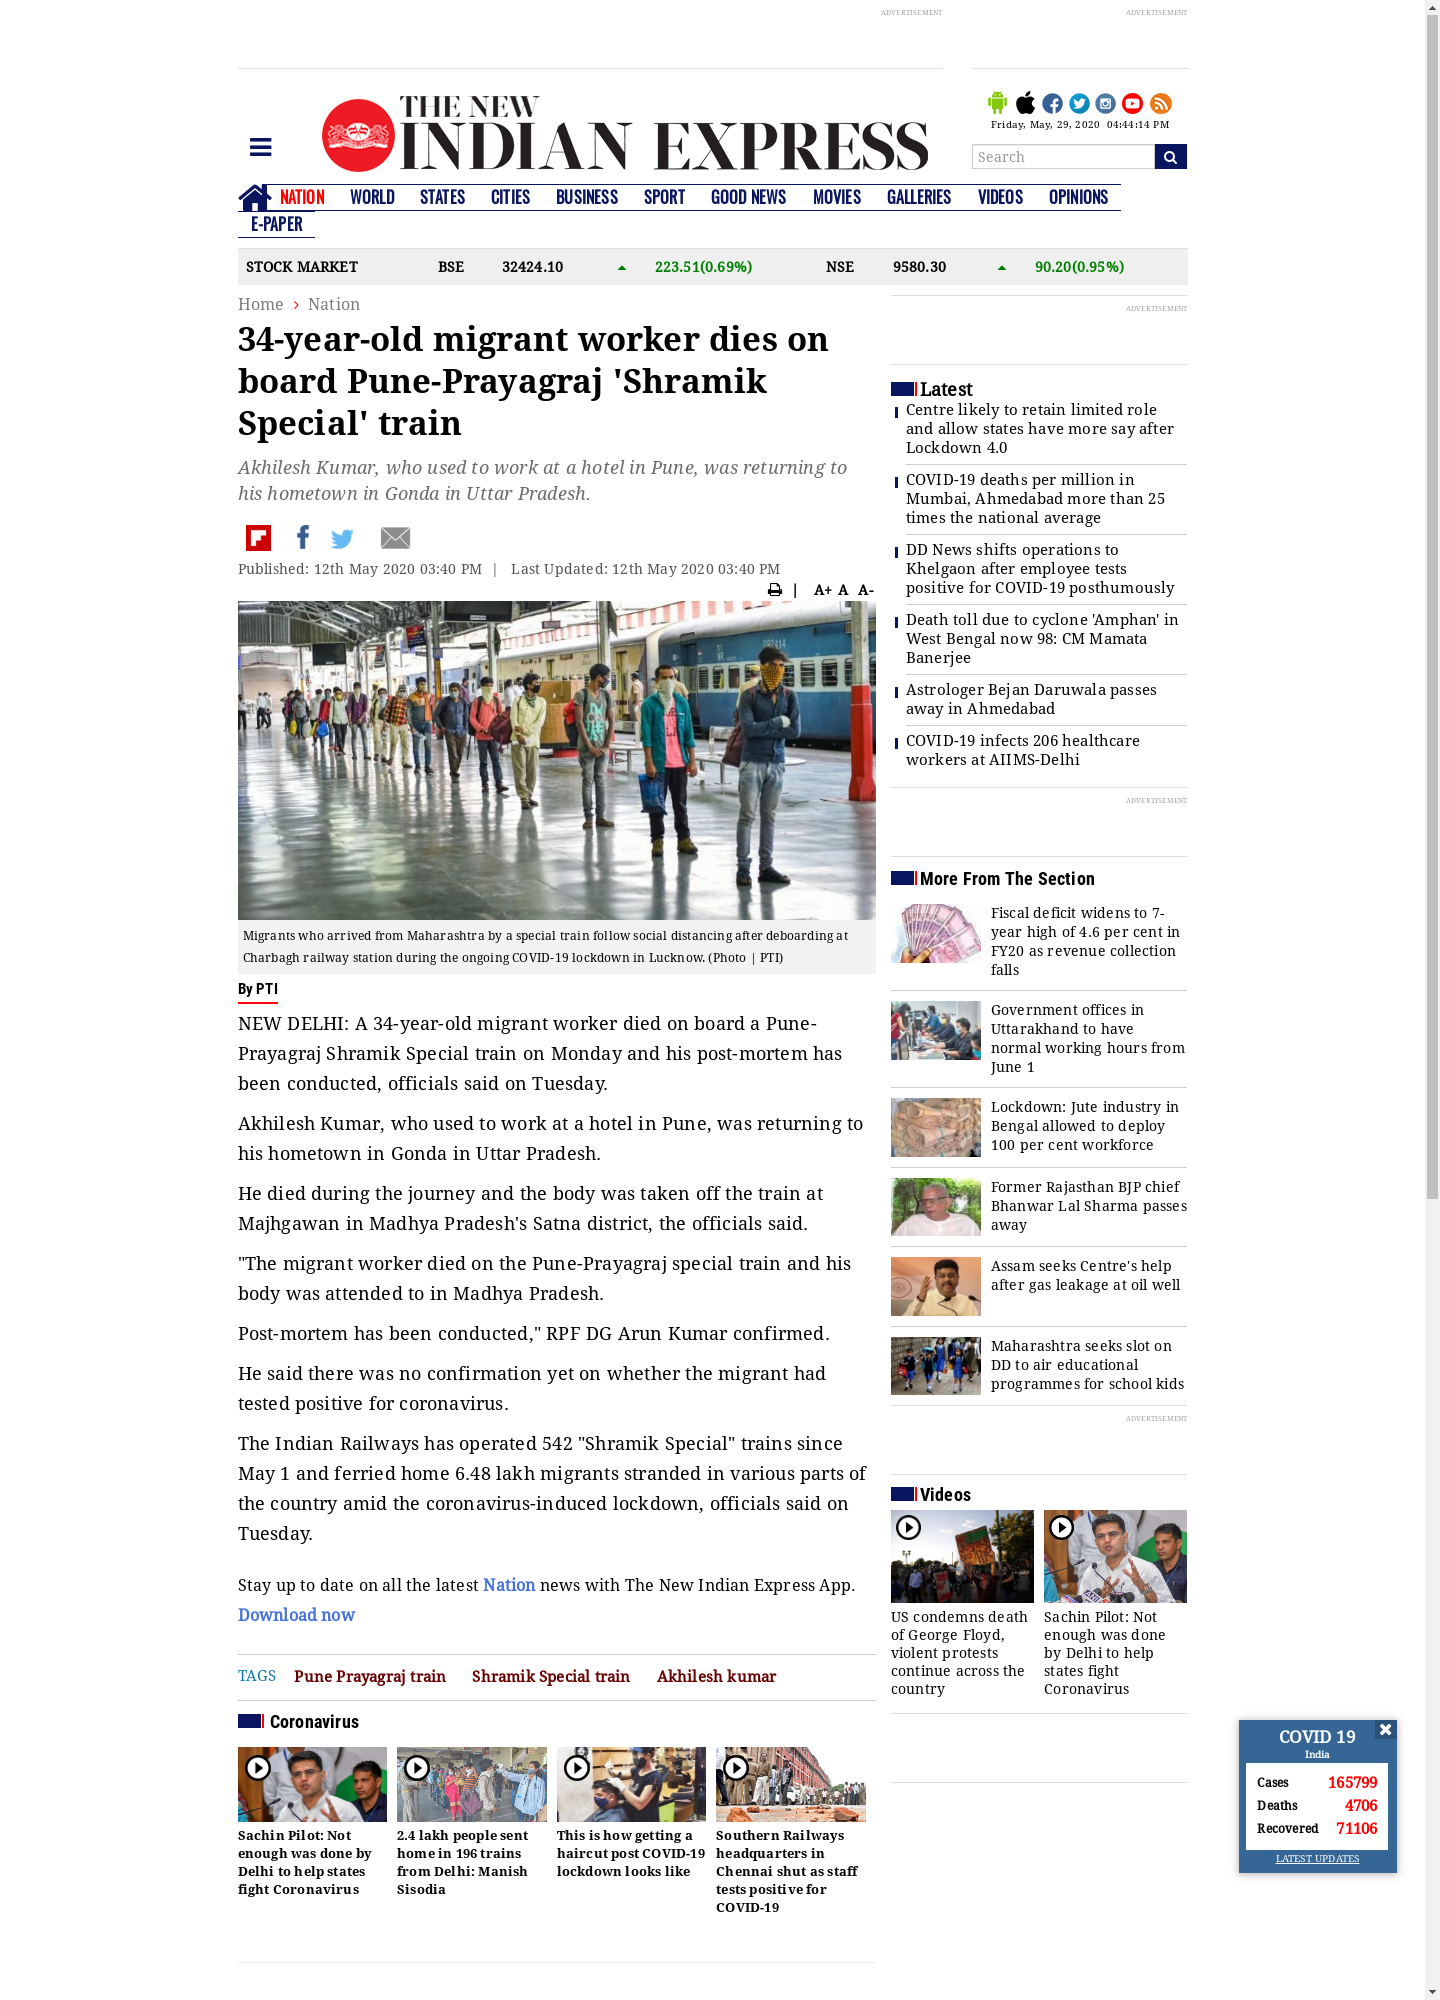 ADVERTISEMENT
ADVERTISEMENT
THE NEW
INDIAN EXPRESS
Friday, May, 29, 2020 04:44:14 PM
Search
NATION WORLD STATES CITIES BUSINESS SPORT GOOD NEWS MOVIES GALLERIES VIDEOS OPINIONS
E-PAPER
STOCK MARKET BSE 32424.10 223.51(0.69%) NSE 9580.30 90.20(0.95%)
Home Nation
34-year-old migrant worker dies on
board Pune-Prayagraj 'Shramik
Special' train
Akhilesh Kumar, who used to work at a hotel in Pune, was returning to
his hometown in Gonda in Uttar Pradesh.
Published: 12th May 2020 03:40 PM | Last Updated: 12th May 2020 03:40 PM
| A+ A A-
Migrants who arrived from Maharashtra by a special train follow social distancing after deboarding at
Charbagh railway station during the ongoing COVID-19 lockdown in Lucknow. (Photo | PTI)
By PTI
NEW DELHI: A 34-year-old migrant worker died on board a Pune-
Prayagraj Shramik Special train on Monday and his post-mortem has
been conducted, officials said on Tuesday.
Akhilesh Kumar, who used to work at a hotel in Pune, was returning to
his hometown in Gonda in Uttar Pradesh.
He died during the journey and the body was taken off the train at
Majhgawan in Madhya Pradesh's Satna district, the officials said.
"The migrant worker died on the Pune-Prayagraj special train and his
body was attended to in Madhya Pradesh.
Post-mortem has been conducted," RPF DG Arun Kumar confirmed.
He said there was no confirmation yet on whether the migrant had
tested positive for coronavirus.
The Indian Railways has operated 542 "Shramik Special" trains since
May 1 and ferried home 6.48 lakh migrants stranded in various parts of
the country amid the coronavirus-induced lockdown, officials said on
Tuesday.
Stay up to date on all the latest Nation news with The New Indian Express App.
Download now
TAGS Pune Prayagraj train Shramik Special train Akhilesh kumar
Coronavirus
Sachin Pilot: Not
enough was done by
Delhi to help states
fight Coronavirus
2.4 lakh people sent
home in 196 trains
from Delhi: Manish
Sisodia
This is how getting a
haircut post COVID-19
lockdown looks like
Southern Railways
headquarters in
Chennai shut as staff
tests positive for
COVID-19
ADVERTISEMENT
Latest
Centre likely to retain limited role
and allow states have more say after
Lockdown 4.0
COVID-19 deaths per million in
Mumbai, Ahmedabad more than 25
times the national average
DD News shifts operations to
Khelgaon after employee tests
positive for COVID-19 posthumously
Death toll due to cyclone 'Amphan' in
West Bengal now 98: CM Mamata
Banerjee
Astrologer Bejan Daruwala passes
away in Ahmedabad
COVID-19 infects 206 healthcare
workers at AIIMS-Delhi
ADVERTISEMENT
More From The Section
Fiscal deficit widens to 7-
year high of 4.6 per cent in
FY20 as revenue collection
falls
Government offices in
Uttarakhand to have
normal working hours from
June 1
Lockdown: Jute industry in
Bengal allowed to deploy
100 per cent workforce
Former Rajasthan BJP chief
Bhanwar Lal Sharma passes
away
Assam seeks Centre's help
after gas leakage at oil well
Maharashtra seeks slot on
DD to air educational
programmes for school kids
ADVERTISEMENT
Videos
US condemns death
of George Floyd,
violent protests
continue across the
country
Sachin Pilot: Not
enough was done
by Delhi to help
states fight
Coronavirus
COVID 19
India
Cases 165799
Deaths 4706
Recovered 71106
LATEST UPDATES